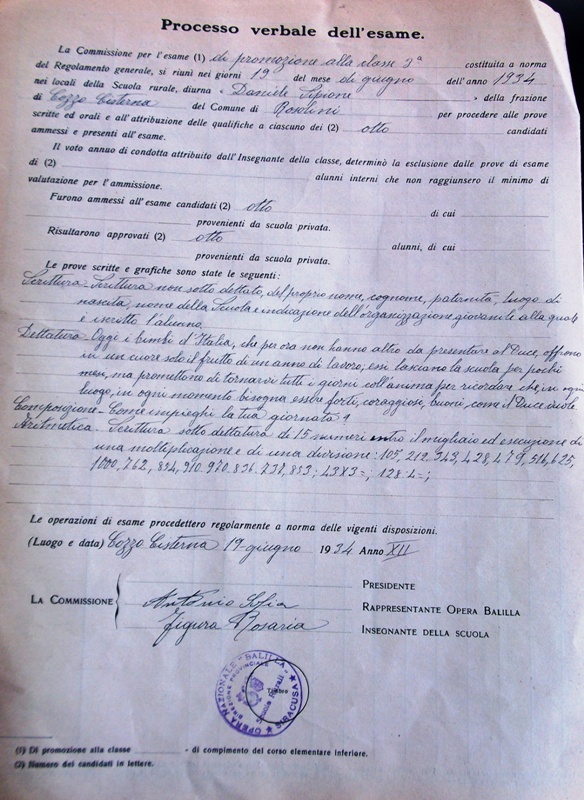 Processo verbale dell'esame.
La Commissione per l'esame (1) di promozione alla classe 3ª costituita a norma
del Regolamento generale, si riunì nei giorni 19 del mese di giugno dell'anno 1934
nei locali della Scuola rurale, diurna " Daniele Scipione " della frazione
di Cozzo Cisterna del Comune di Rosolini per procedere alle prove
scritte ed orali e all'attribuzione delle qualifiche a ciascuno dei (2) otto candidati
ammessi e presenti all'esame.
Il voto annuo di condotta attribuito dall'Insegnante della classe, determinò la esclusione dalle prove di esame
di (2) alunni interni che non raggiunsero il minimo di
valutazione per l'ammissione.
Furono ammessi all'esame candidati (2) otto di cui
provenienti da scuola privata.
Risultarono approvati (2) otto alunni, di cui
provenienti da scuola privata.
Le prove scritte e grafiche sono state le seguenti:
Scrittura Scrittura non sotto dettato, del proprio nome, cognome, paternità, luogo di
nascita, nome della Scuola e indicazione dell'organizzazione giovanile alla quale
è iscritto l'alunno.
Dettatura Oggi i bimbi d'Italia, che per ora non hanno altro da presentare al Duce, offrono
in un cuore solo il frutto di un anno di lavoro, essi lasciano la scuola per pochi
mesi, ma promettono di tornarvi tutti i giorni coll'anima per ricordare che, in ogni
luogo, in ogni momento bisogna essere forti, coraggiosi, buoni, come il Duce vuole
Composizione - Come impieghi la tua giornata?
Aritmetica. Scrittura sotto dettatura di 15 numeri entro il migliaio ed esecuzione di
una moltiplicazione e di una divisione: 105, 212, 343, 428, 479, 514, 625,
1000, 762, 834, 910, 970, 836, 731, 853; 43X3=; 128:4=;
Le operazioni di esame procedettero regolarmente a norma delle vigenti disposizioni.
(Luogo e data) Cozzo Cisterna 19 giugno 1934 Anno XII
PRESIDENTE
LA COMMISSIONE Antonio Sofia RAPPRESENTANTE OPERA BALILLA
Figura Rosaria INSEGNANTE DELLA SCUOLA
OPERA NAZIONALE "BALILLA" SIRACUSA
DIREZIONE PROVINCIALE
Scuole Rurali
Timbro
(1) Di promozione alla classe - di compimento del corso elementare inferiore.
(2) Numero dei candidati in lettere.